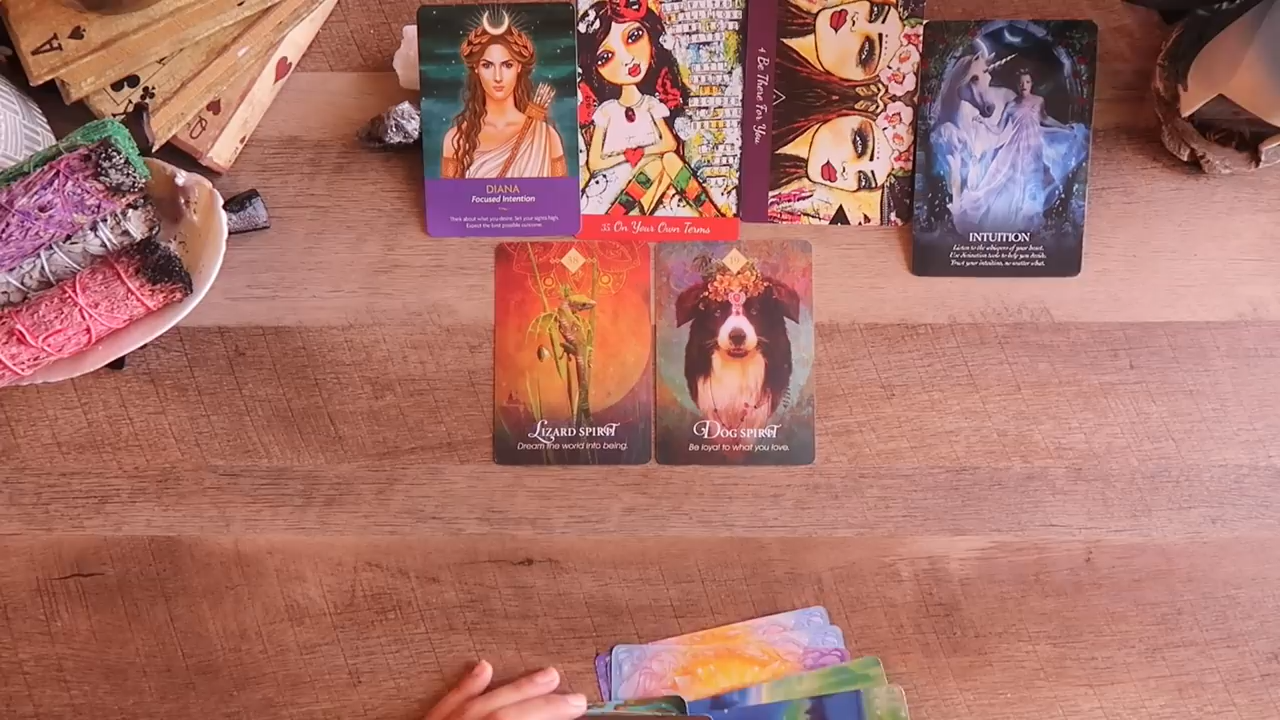 A
Q
DIANA
Focused Intention
Think about what you desire. Set your sights high.
Expect the best possible outcome.
35 On Your Own Terms
4 Be There For You
INTUITION
Listen to the whispers of your heart.
Use divination tools to help you decide.
Trust your intuition, no matter what.
18
LIZARD SPIRIT
Dream the world into being.
19
DOG SPIRIT
Be loyal to what you love.